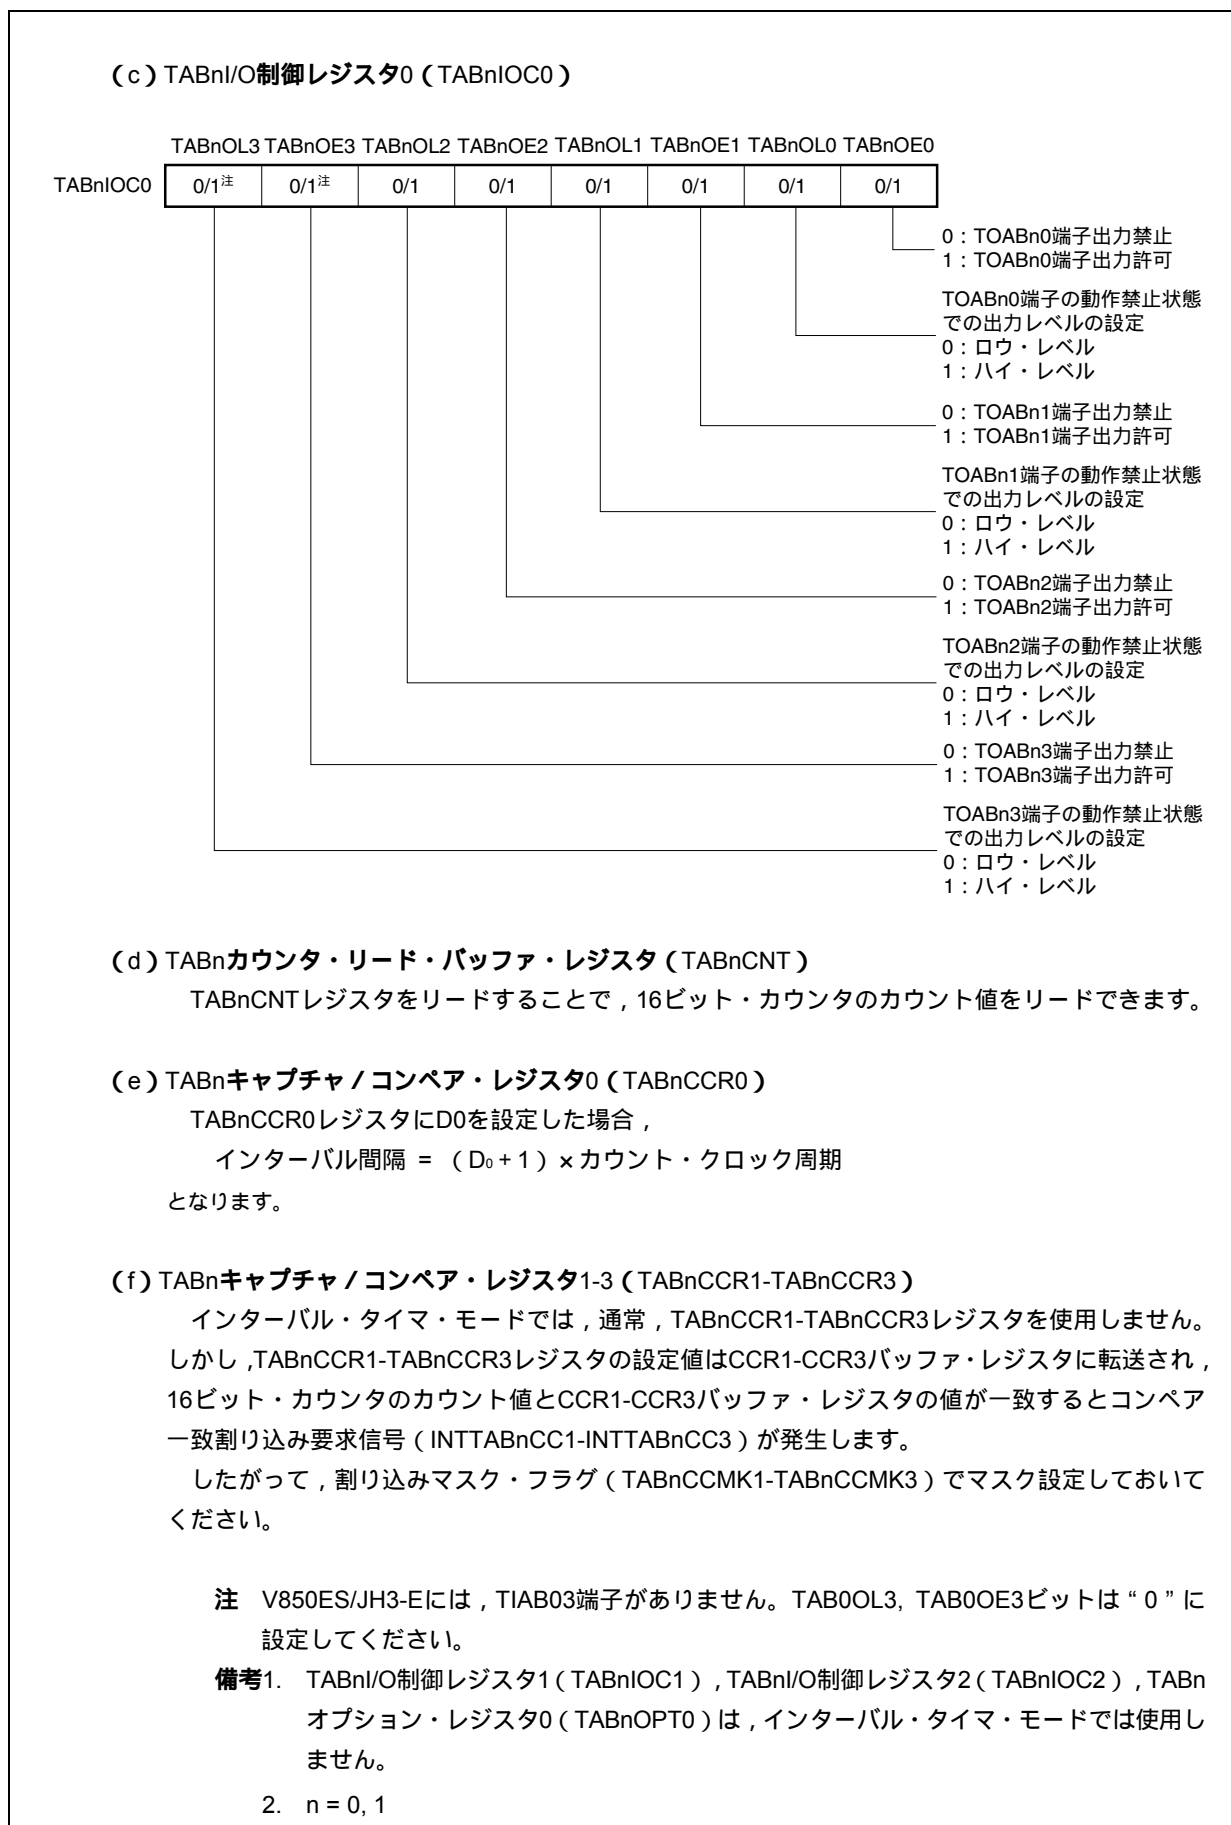 （c）TABnI/O制御レジスタ0（TABnIOC0）
TABnOL3 TABnOE3 TABnOL2 TABnOE2 TABnOL1 TABnOE1 TABnOL0 TABnOE0
TABnIOC0 0/1注 0/1注 0/1 0/1 0/1 0/1 0/1 0/1
0：TOABn0端子出力禁止
1：TOABn0端子出力許可
TOABn0端子の動作禁止状態
での出力レベルの設定
0：ロウ・レベル
1：ハイ・レベル
0：TOABn1端子出力禁止
1：TOABn1端子出力許可
TOABn1端子の動作禁止状態
での出力レベルの設定
0：ロウ・レベル
1：ハイ・レベル
0：TOABn2端子出力禁止
1：TOABn2端子出力許可
TOABn2端子の動作禁止状態
での出力レベルの設定
0：ロウ・レベル
1：ハイ・レベル
0：TOABn3端子出力禁止
1：TOABn3端子出力許可
TOABn3端子の動作禁止状態
での出力レベルの設定
0：ロウ・レベル
1：ハイ・レベル
（d）TABnカウンタ・リード・バッファ・レジスタ（TABnCNT）
TABnCNTレジスタをリードすることで，16ビット・カウンタのカウント値をリードできます。
（e）TABnキャプチャ／コンペア・レジスタ0（TABnCCR0）
TABnCCR0レジスタにD0を設定した場合，
インターバル間隔 = （D0＋1）×カウント・クロック周期
となります。
（f）TABnキャプチャ／コンペア・レジスタ1-3（TABnCCR1-TABnCCR3）
インターバル・タイマ・モードでは，通常，TABnCCR1-TABnCCR3レジスタを使用しません。
しかし，TABnCCR1-TABnCCR3レジスタの設定値はCCR1-CCR3バッファ・レジスタに転送され，
16ビット・カウンタのカウント値とCCR1-CCR3バッファ・レジスタの値が一致するとコンペア
一致割り込み要求信号（INTTABnCC1-INTTABnCC3）が発生します。
したがって，割り込みマスク・フラグ（TABnCCMK1-TABnCCMK3）でマスク設定しておいて
ください。
注 V850ES/JH3-Eには，TIAB03端子がありません。TAB0OL3, TAB0OE3ビットは“0”に
設定してください。
備考1. TABnI/O制御レジスタ1（TABnIOC1），TABnI/O制御レジスタ2（TABnIOC2），TABn
オプション・レジスタ0（TABnOPT0）は，インターバル・タイマ・モードでは使用し
ません。
2. n = 0, 1